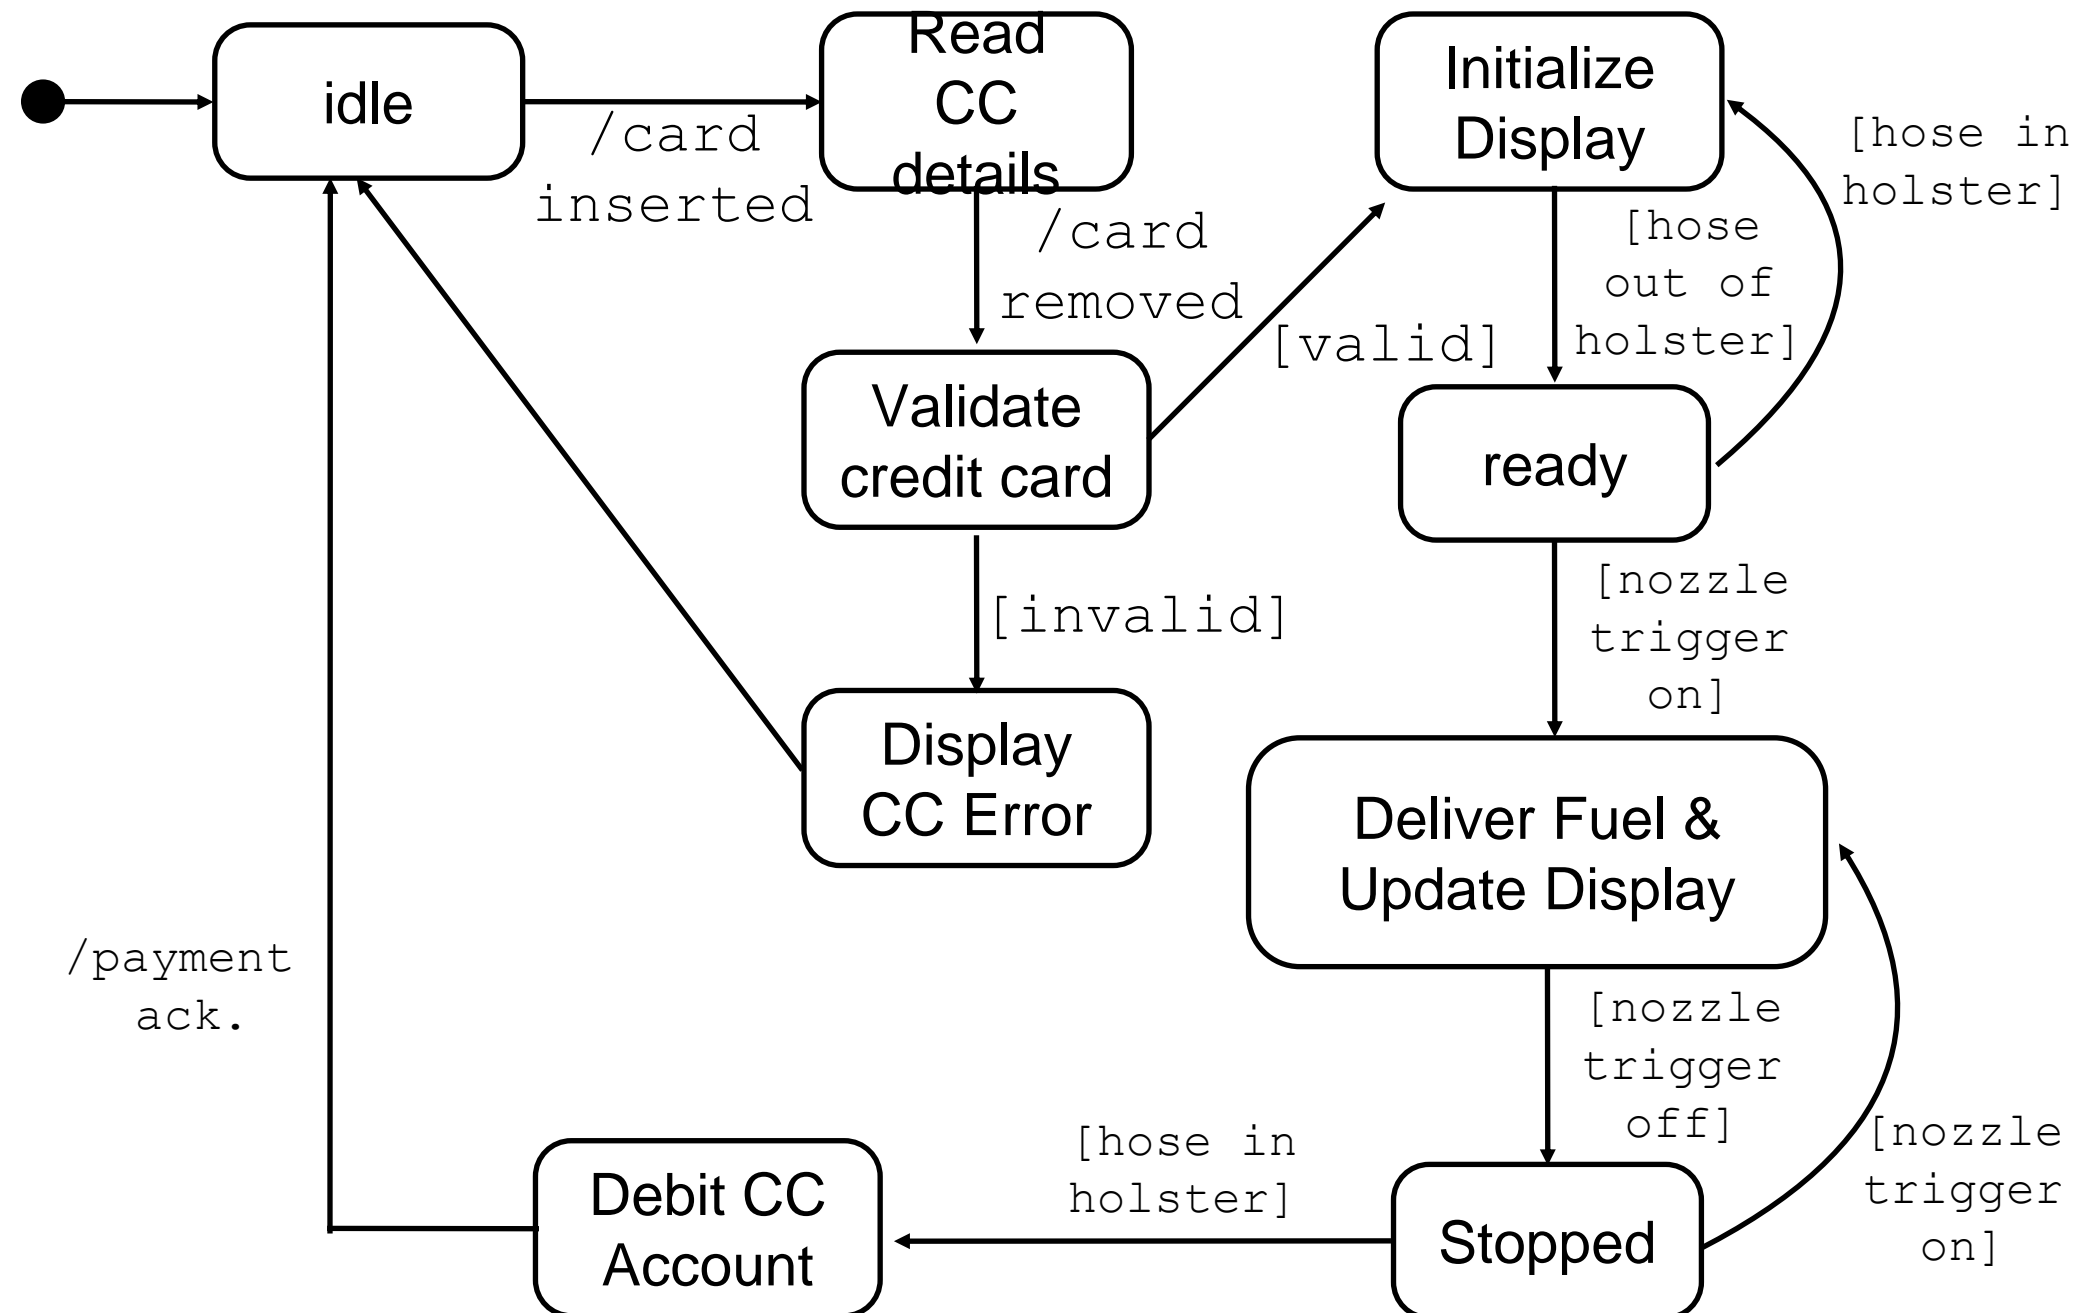 idle
/card
inserted
Read
CC
details
/card
removed
Initialize
Display
[hose in
holster]
[hose
out of
holster]
[valid]
Validate
credit card
ready
[invalid]
[nozzle
trigger
on]
Display
CC Error
Deliver Fuel &
Update Display
/payment
ack.
[nozzle
trigger
off]
[nozzle
trigger
on]
[hose in
holster]
Debit CC
Account
Stopped